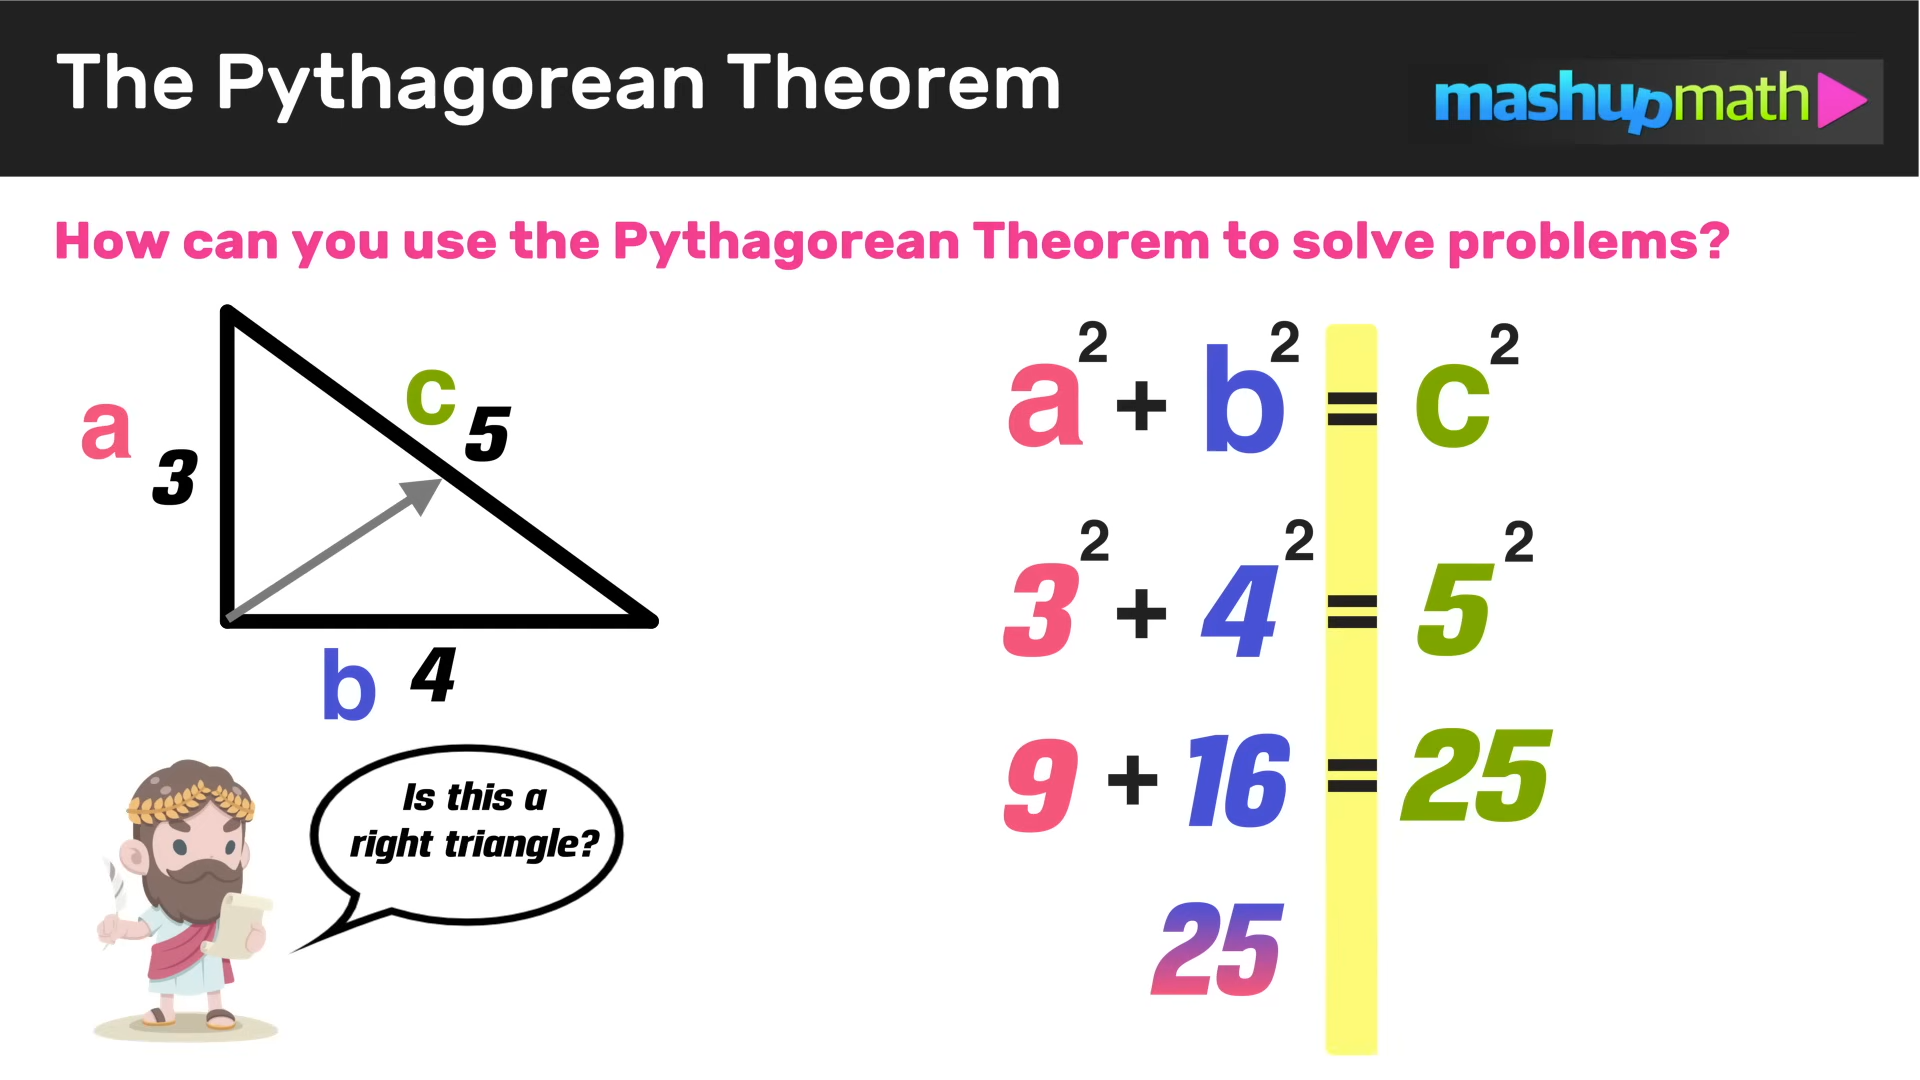 The Pythagorean Theorem
mashupmath
How can you use the Pythagorean Theorem to solve problems?
a 3
c 5
b 4
Is this a
right triangle?
a² + b² = c²
3² + 4² = 5²
9 + 16 = 25
25